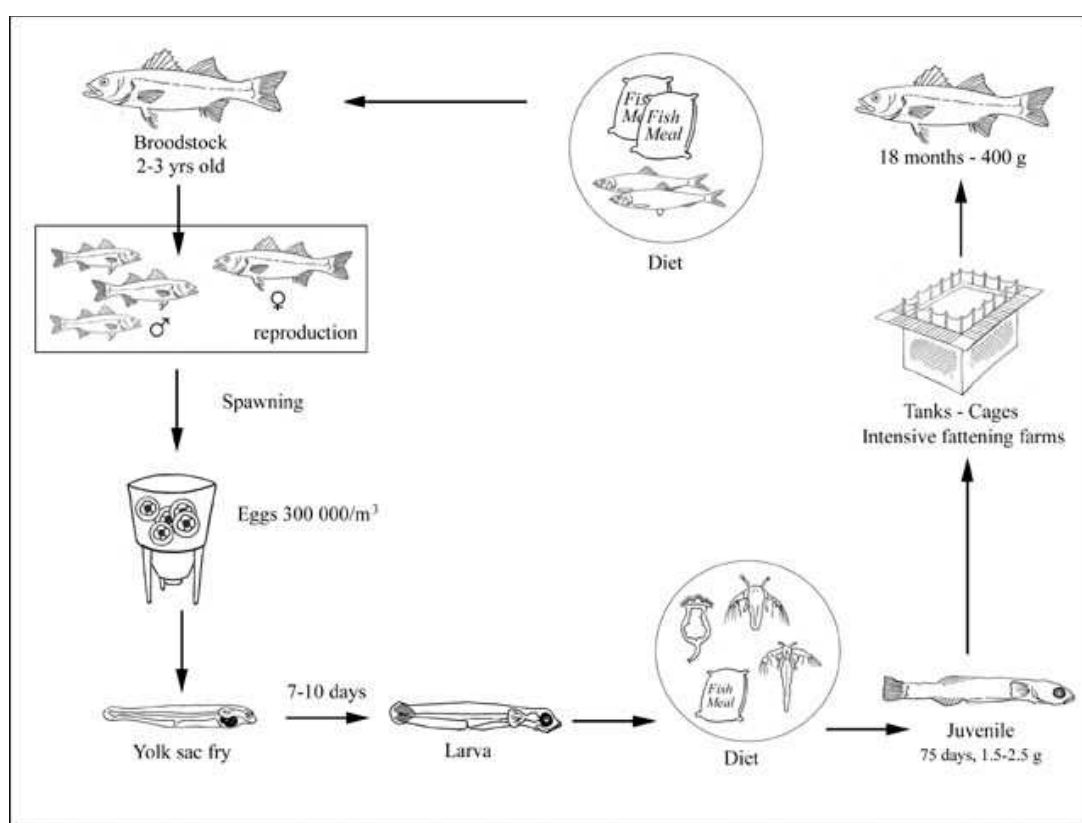 Broodstock
2-3 yrs old
Fish
Me
Fish
Meal
Diet
18 months - 400 g
♂
♀
reproduction
Spawning
Eggs 300 000/m³
Tanks - Cages
Intensive fattening farms
Yolk sac fry
7-10 days
Larva
Fish
Meal
Diet
Juvenile
75 days, 1.5-2.5 g